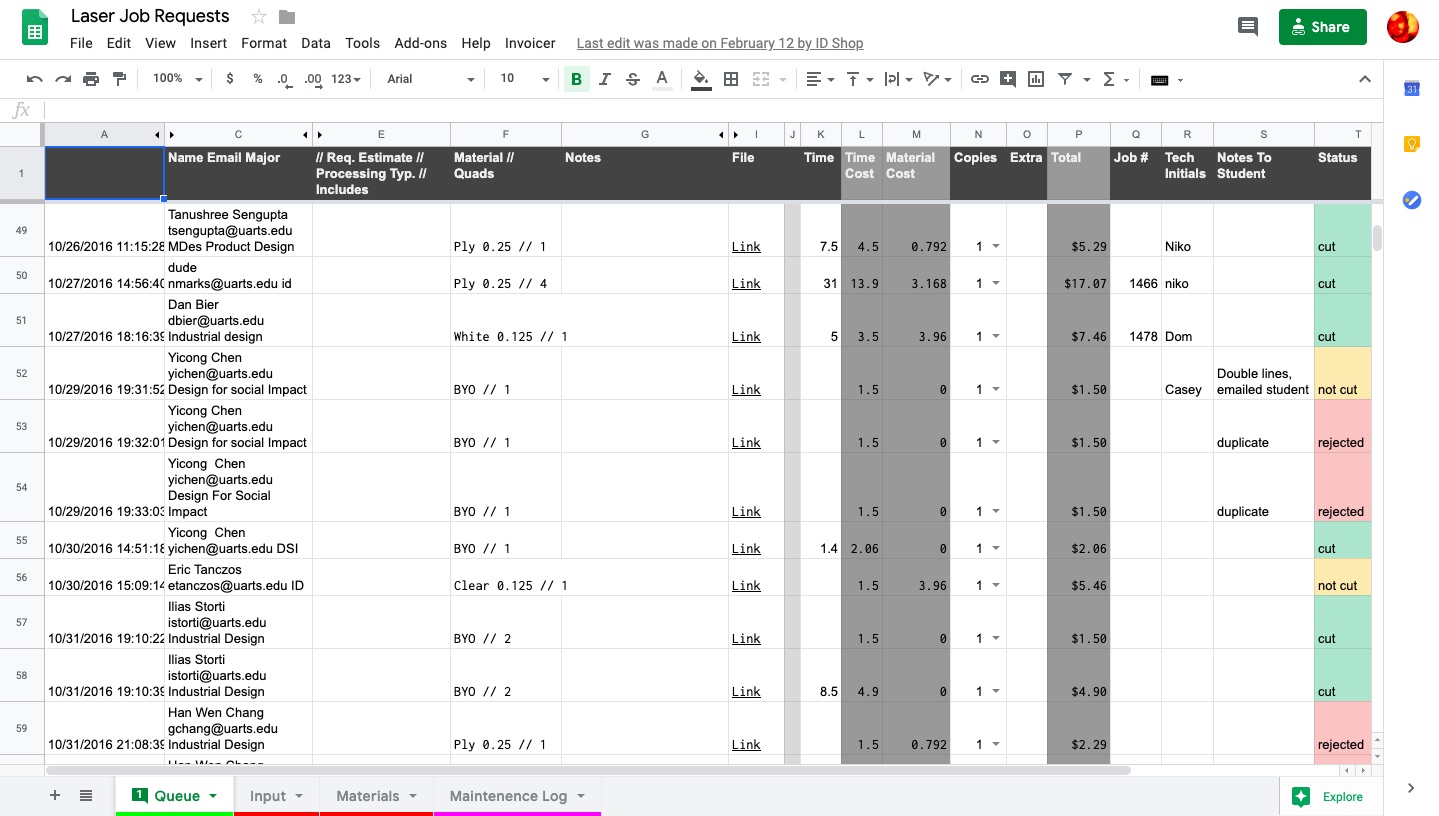 Laser Job Requests
Share
File Edit View Insert Format Data Tools Add-ons Help Invoicer Last edit was made on February 12 by ID Shop
100% $ % .0 .00 123 Arial 10 B I S A Σ
31
fx
A C E F G I J K L M N O P Q R S T
1 Name Email Major // Req. Estimate // Processing Typ. // Includes Material // Quads Notes File Time Time Cost Material Cost Copies Extra Total Job # Tech Initials Notes To Student Status
49 Tanushree Sengupta
tsengupta@uarts.edu
10/26/2016 11:15:28 MDes Product Design Ply 0.25 // 1 Link 7.5 4.5 0.792 1 $5.29 Niko cut
50 dude
10/27/2016 14:56:40 nmarks@uarts.edu id Ply 0.25 // 4 Link 31 13.9 3.168 1 $17.07 1466 niko cut
51 Dan Bier
dbier@uarts.edu
10/27/2016 18:16:39 Industrial design White 0.125 // 1 Link 5 3.5 3.96 1 $7.46 1478 Dom cut
52 Yicong Chen
yichen@uarts.edu Double lines,
10/29/2016 19:31:52 Design for social Impact BYO // 1 Link 1.5 0 1 $1.50 Casey emailed student not cut
53 Yicong Chen
yichen@uarts.edu
10/29/2016 19:32:01 Design for social Impact BYO // 1 Link 1.5 0 1 $1.50 duplicate rejected
54 Yicong Chen
yichen@uarts.edu
Design For Social
10/29/2016 19:33:03 Impact BYO // 1 Link 1.5 0 1 $1.50 duplicate rejected
55 Yicong Chen
10/30/2016 14:51:18 yichen@uarts.edu DSI BYO // 1 Link 1.4 2.06 0 1 $2.06 cut
56 Eric Tanczos
10/30/2016 15:09:14 etanczos@uarts.edu ID Clear 0.125 // 1 Link 1.5 3.96 1 $5.46 not cut
57 Ilias Storti
istorti@uarts.edu
10/31/2016 19:10:22 Industrial Design BYO // 2 Link 1.5 0 1 $1.50 cut
58 Ilias Storti
istorti@uarts.edu
10/31/2016 19:10:39 Industrial Design BYO // 2 Link 8.5 4.9 0 1 $4.90 cut
59 Han Wen Chang
gchang@uarts.edu
10/31/2016 21:08:39 Industrial Design Ply 0.25 // 1 Link 1.5 0.792 1 $2.29 rejected
1 Queue Input Materials Maintenence Log Explore